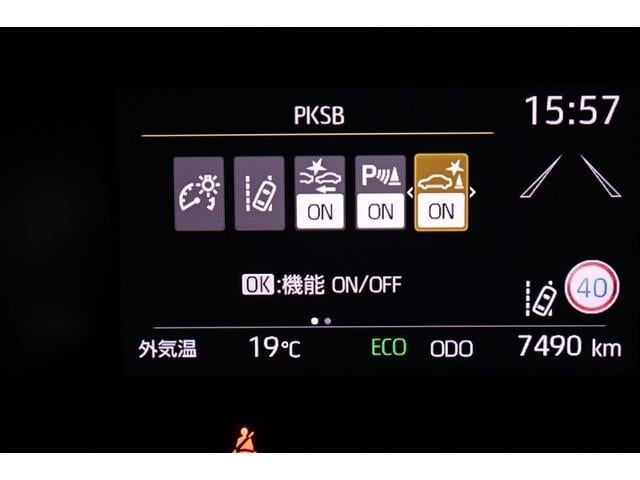 PKSB
15:57
ON
P
ON
ON
OK:機能 ON/OFF
40
外気温 19℃ ECO ODO 7490 km